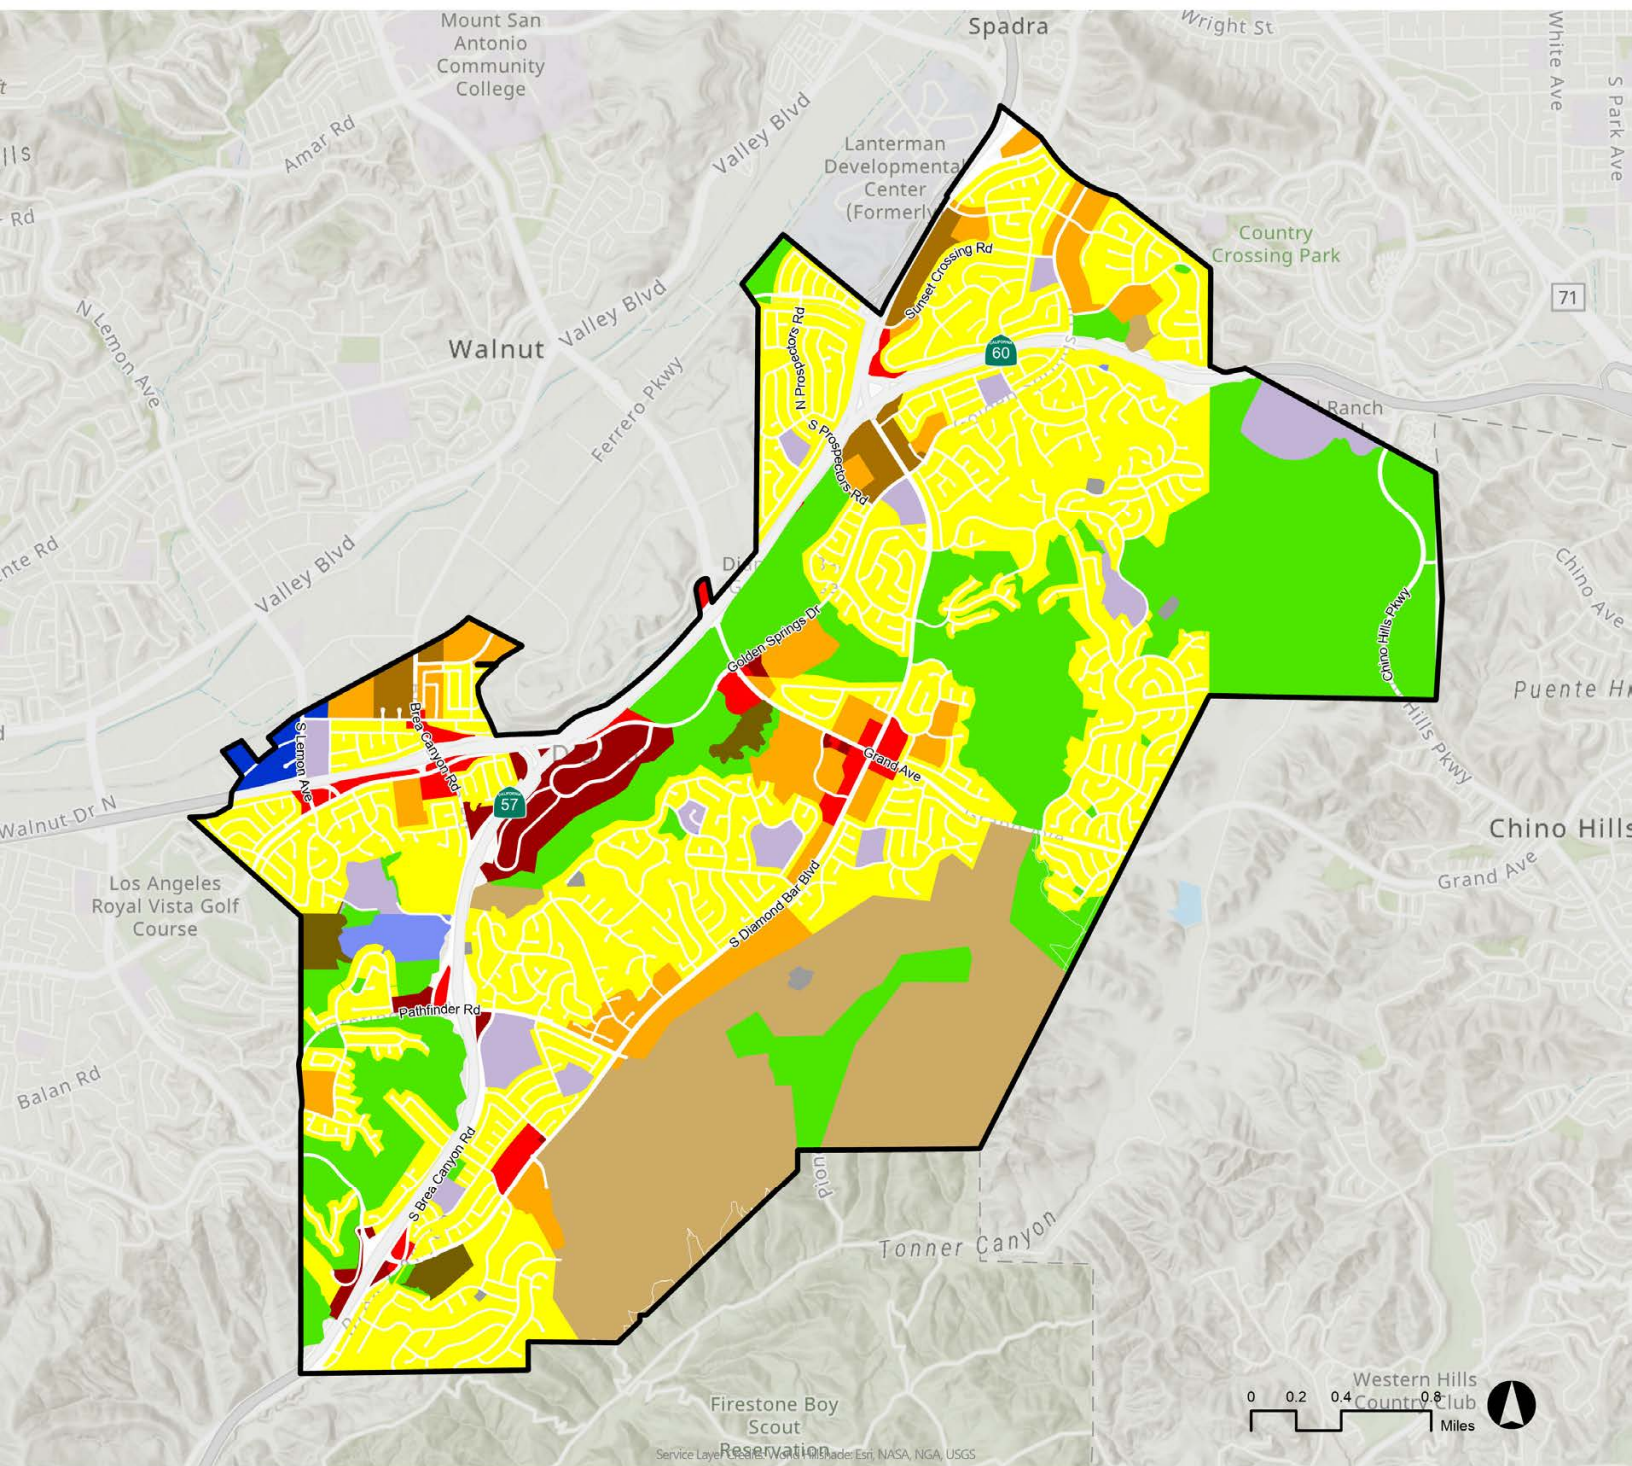 Mount San
Antonio
Community
College
Spadra
Wright St
White Ave
S Park Ave
Amar Rd
Valley Blvd
Lanterman
Developmenta
Center
(Formerly
Country
Crossing Park
71
lls
Rd
N Lemon Ave
Valley Blvd
Walnut
Ferrero Pkwy
Sunset Crossing Rd
N Prospectors Rd
60
S Prospectors Rd
Ranch
Valley Blvd
Chino Ave
Chino Hills Pkwy
Golden Springs Dr
Puente
Hills Pkwy
Brea Canyon Rd
S Lemon Ave
Grand Ave
57
Walnut Dr N
Chino Hills
Grand Ave
Los Angeles
Royal Vista Golf
Course
S Diamond Bar Blvd
Pathfinder Rd
Balan Rd
S Brea Canyon Rd
Tonner Canyon
Firestone Boy
Scout
Reservation
Western Hills
Country Club
0 0.2 0.4 0.8
Miles
Service Layer Credits: World Hillshade: Esri, NASA, NGA, USGS